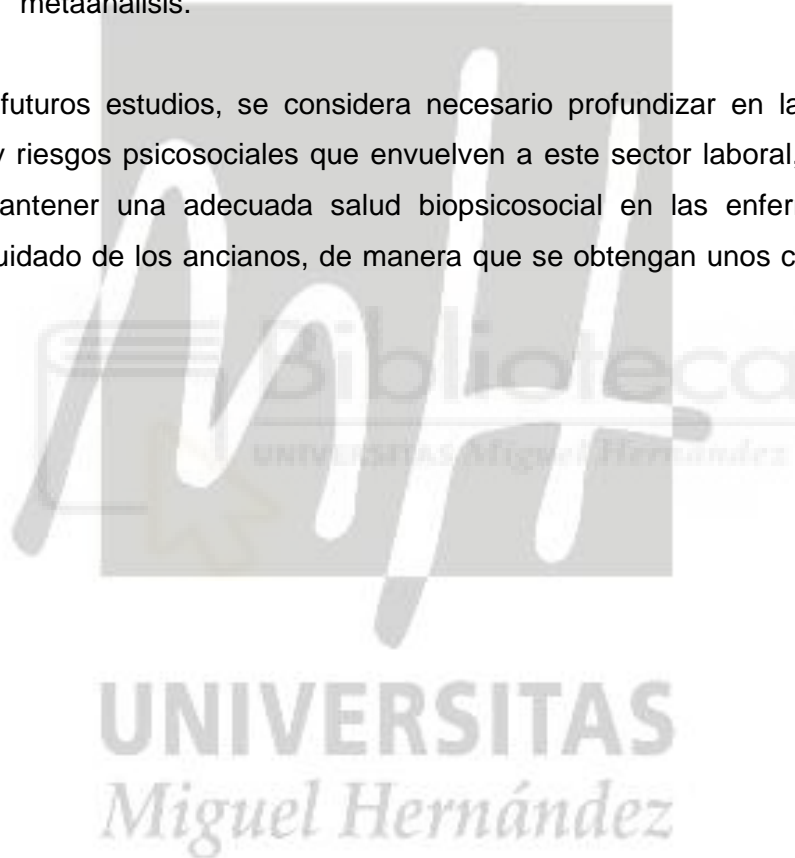 metaanálisis.
futuros estudios, se considera necesario profundizar en la
y riesgos psicosociales que envuelven a este sector laboral,
antener una adecuada salud biopsicosocial en las enfer
uidado de los ancianos, de manera que se obtengan unos c
Biblioteca
UNIVERSITAS Miguel Hernández
UNIVERSITAS
Miguel Hernández